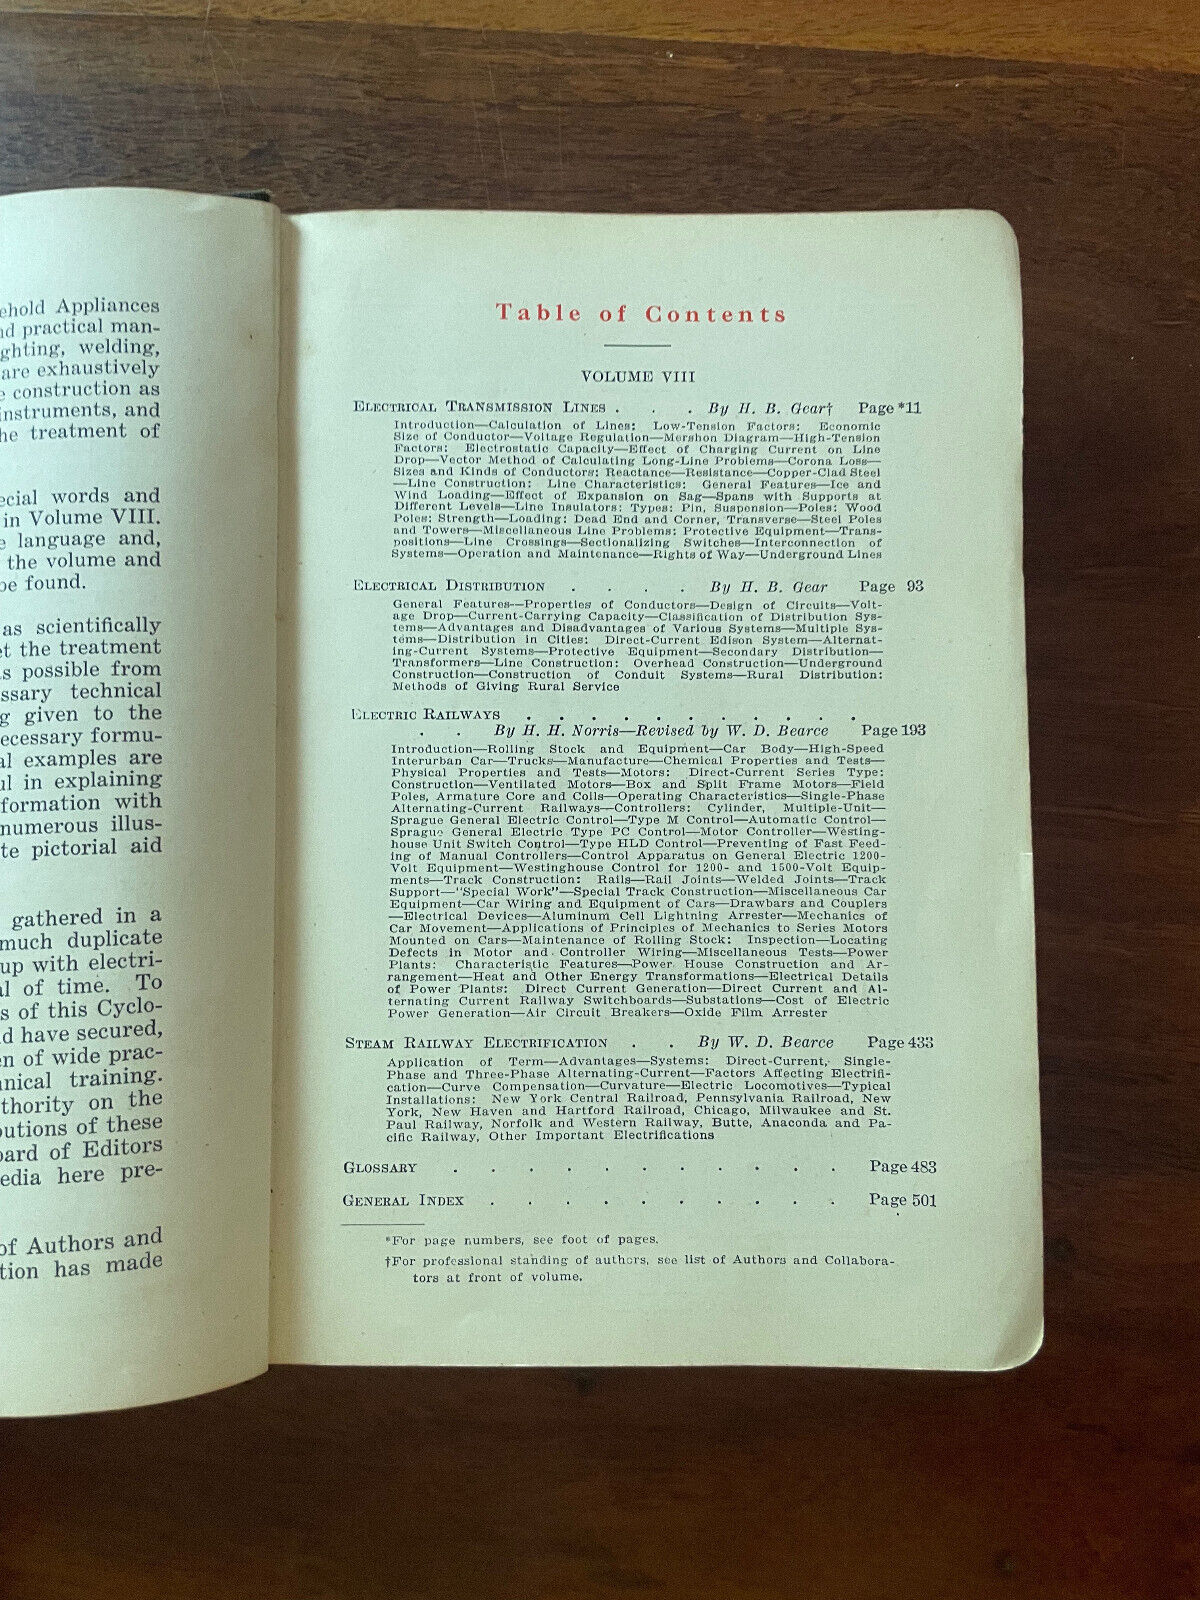 ehold Appliances
nd practical man-
ghting, welding,
are exhaustively
e construction as
instruments, and
he treatment of
ecial words and
in Volume VIII.
e language and,
the volume and
be found.
as scientifically
et the treatment
as possible from
ssary technical
g given to the
ecessary formu-
al examples are
ul in explaining
formation with
numerous illus-
te pictorial aid
gathered in a
much duplicate
up with electri-
al of time. To
s of this Cyclo-
d have secured,
en of wide prac-
hnical training.
thority on the
butions of these
oard of Editors
edia here pre-
of Authors and
tion has made
Table of Contents
VOLUME VIII
ELECTRICAL TRANSMISSION LINES . . . By H. B. Gear† Page *11
Introduction—Calculation of Lines: Low-Tension Factors: Economic
Size of Conductor—Voltage Regulation—Mershon Diagram—High-Tension
Factors: Electrostatic Capacity—Effect of Charging Current on Line
Drop—Vector Method of Calculating Long-Line Problems—Corona Loss—
Sizes and Kinds of Conductors: Reactance—Resistance—Copper-Clad Steel
—Line Construction: Line Characteristics: General Features—Ice and
Wind Loading—Effect of Expansion on Sag—Spans with Supports at
Different Levels—Line Insulators: Types: Pin, Suspension—Poles: Wood
Poles: Strength—Loading: Dead End and Corner, Transverse—Steel Poles
and Towers—Miscellaneous Line Problems: Protective Equipment—Trans-
positions—Line Crossings—Sectionalizing Switches—Interconnection of
Systems—Operation and Maintenance—Rights of Way—Underground Lines
ELECTRICAL DISTRIBUTION . . . . By H. B. Gear Page 93
General Features—Properties of Conductors—Design of Circuits—Volt-
age Drop—Current-Carrying Capacity—Classification of Distribution Sys-
tems—Advantages and Disadvantages of Various Systems—Multiple Sys-
tems—Distribution in Cities: Direct-Current Edison System—Alternat-
ing-Current Systems—Protective Equipment—Secondary Distribution—
Transformers—Line Construction: Overhead Construction—Underground
Construction—Construction of Conduit Systems—Rural Distribution:
Methods of Giving Rural Service
ELECTRIC RAILWAYS . . . . . . . . . . .
. . By H. H. Norris—Revised by W. D. Bearce Page 193
Introduction—Rolling Stock and Equipment—Car Body—High-Speed
Interurban Car—Trucks—Manufacture—Chemical Properties and Tests—
Physical Properties and Tests—Motors: Direct-Current Series Type:
Construction—Ventilated Motors—Box and Split Frame Motors—Field
Poles, Armature Core and Coils—Operating Characteristics—Single-Phase
Alternating-Current Railways—Controllers: Cylinder, Multiple-Unit—
Sprague General Electric Control—Type M Control—Automatic Control—
Sprague General Electric Type PC Control—Motor Controller—Westing-
house Unit Switch Control—Type HLD Control—Preventing of Fast Feed-
ing of Manual Controllers—Control Apparatus on General Electric 1200-
Volt Equipment—Westinghouse Control for 1200- and 1500-Volt Equip-
ments—Track Construction: Rails—Rail Joints—Welded Joints—Track
Support—"Special Work"—Special Track Construction—Miscellaneous Car
Equipment—Car Wiring and Equipment of Cars—Drawbars and Couplers
—Electrical Devices—Aluminum Cell Lightning Arrester—Mechanics of
Car Movement—Applications of Principles of Mechanics to Series Motors
Mounted on Cars—Maintenance of Rolling Stock: Inspection—Locating
Defects in Motor and Controller Wiring—Miscellaneous Tests—Power
Plants: Characteristic Features—Power House Construction and Ar-
rangement—Heat and Other Energy Transformations—Electrical Details
of Power Plants: Direct Current Generation—Direct Current and Al-
ternating Current Railway Switchboards—Substations—Cost of Electric
Power Generation—Air Circuit Breakers—Oxide Film Arrester
STEAM RAILWAY ELECTRIFICATION . . By W. D. Bearce Page 433
Application of Term—Advantages—Systems: Direct-Current, Single-
Phase and Three-Phase Alternating-Current—Factors Affecting Electrifi-
cation—Curve Compensation—Curvature—Electric Locomotives—Typical
Installations: New York Central Railroad, Pennsylvania Railroad, New
York, New Haven and Hartford Railroad, Chicago, Milwaukee and St.
Paul Railway, Norfolk and Western Railway, Butte, Anaconda and Pa-
cific Railway, Other Important Electrifications
GLOSSARY . . . . . . . . . . . Page 483
GENERAL INDEX . . . . . . . . . . Page 501
*For page numbers, see foot of pages.
†For professional standing of authors, see list of Authors and Collabora-
tors at front of volume.